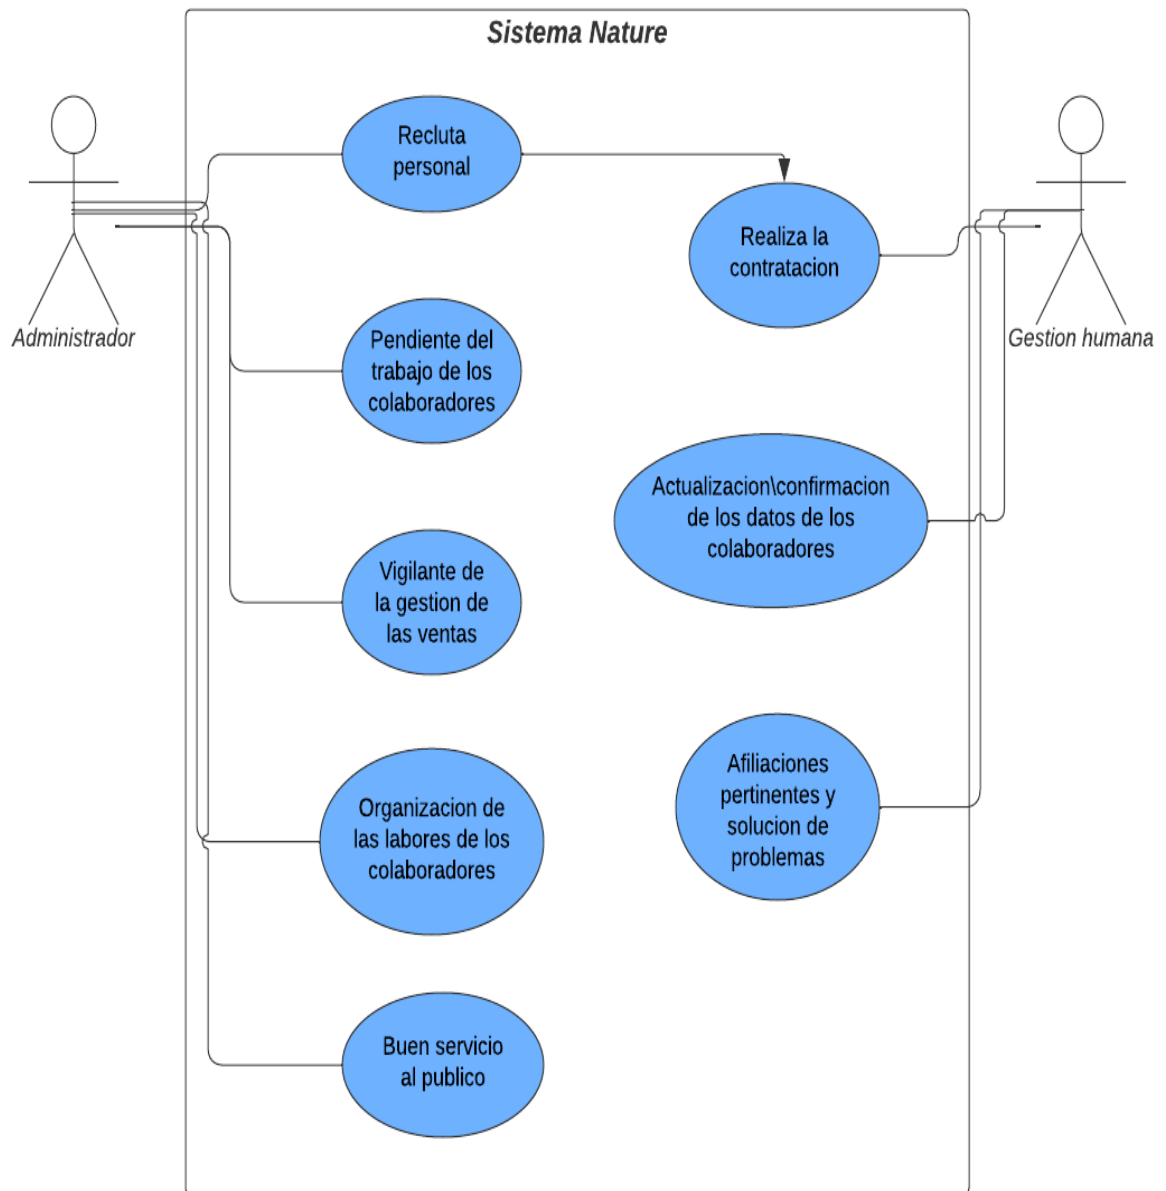 Sistema Nature
Administrador
Recluta
personal
Pendiente del
trabajo de los
colaboradores
Vigilante de
la gestion de
las ventas
Organizacion de
las labores de los
colaboradores
Buen servicio
al publico
Realiza la
contratacion
Actualizacion\confirmacion
de los datos de los
colaboradores
Afiliaciones
pertinentes y
solucion de
problemas
Gestion humana